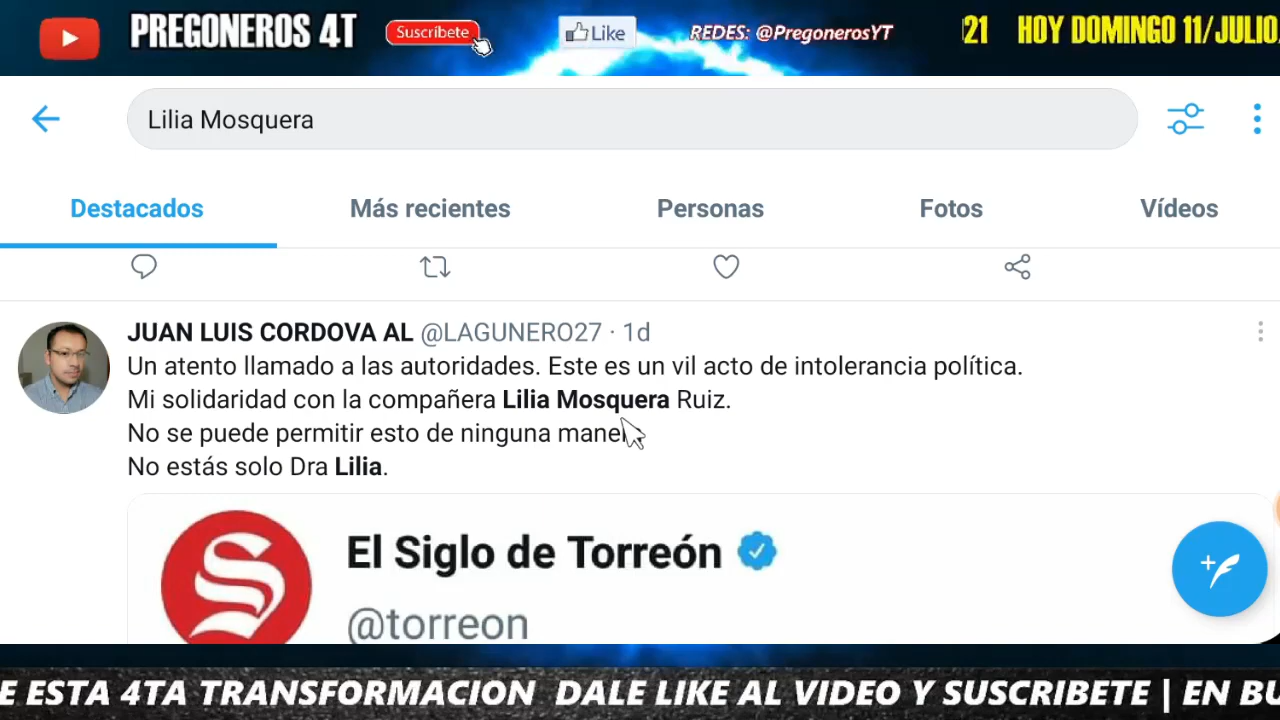 PREGONEROS 4T
Suscríbete
Like
REDES: @PregonerosYT
21 HOY DOMINGO 11/JULIO
Lilia Mosquera
Destacados
Más recientes
Personas
Fotos
Vídeos
JUAN LUIS CORDOVA AL @LAGUNERO27 · 1d
Un atento llamado a las autoridades. Este es un vil acto de intolerancia política.
Mi solidaridad con la compañera Lilia Mosquera Ruiz.
No se puede permitir esto de ninguna
No estás solo Dra Lilia.
S
El Siglo de Torreón
@torreon
E ESTA 4TA TRANSFORMACION DALE LIKE AL VIDEO Y SUSCRIBETE | EN BU